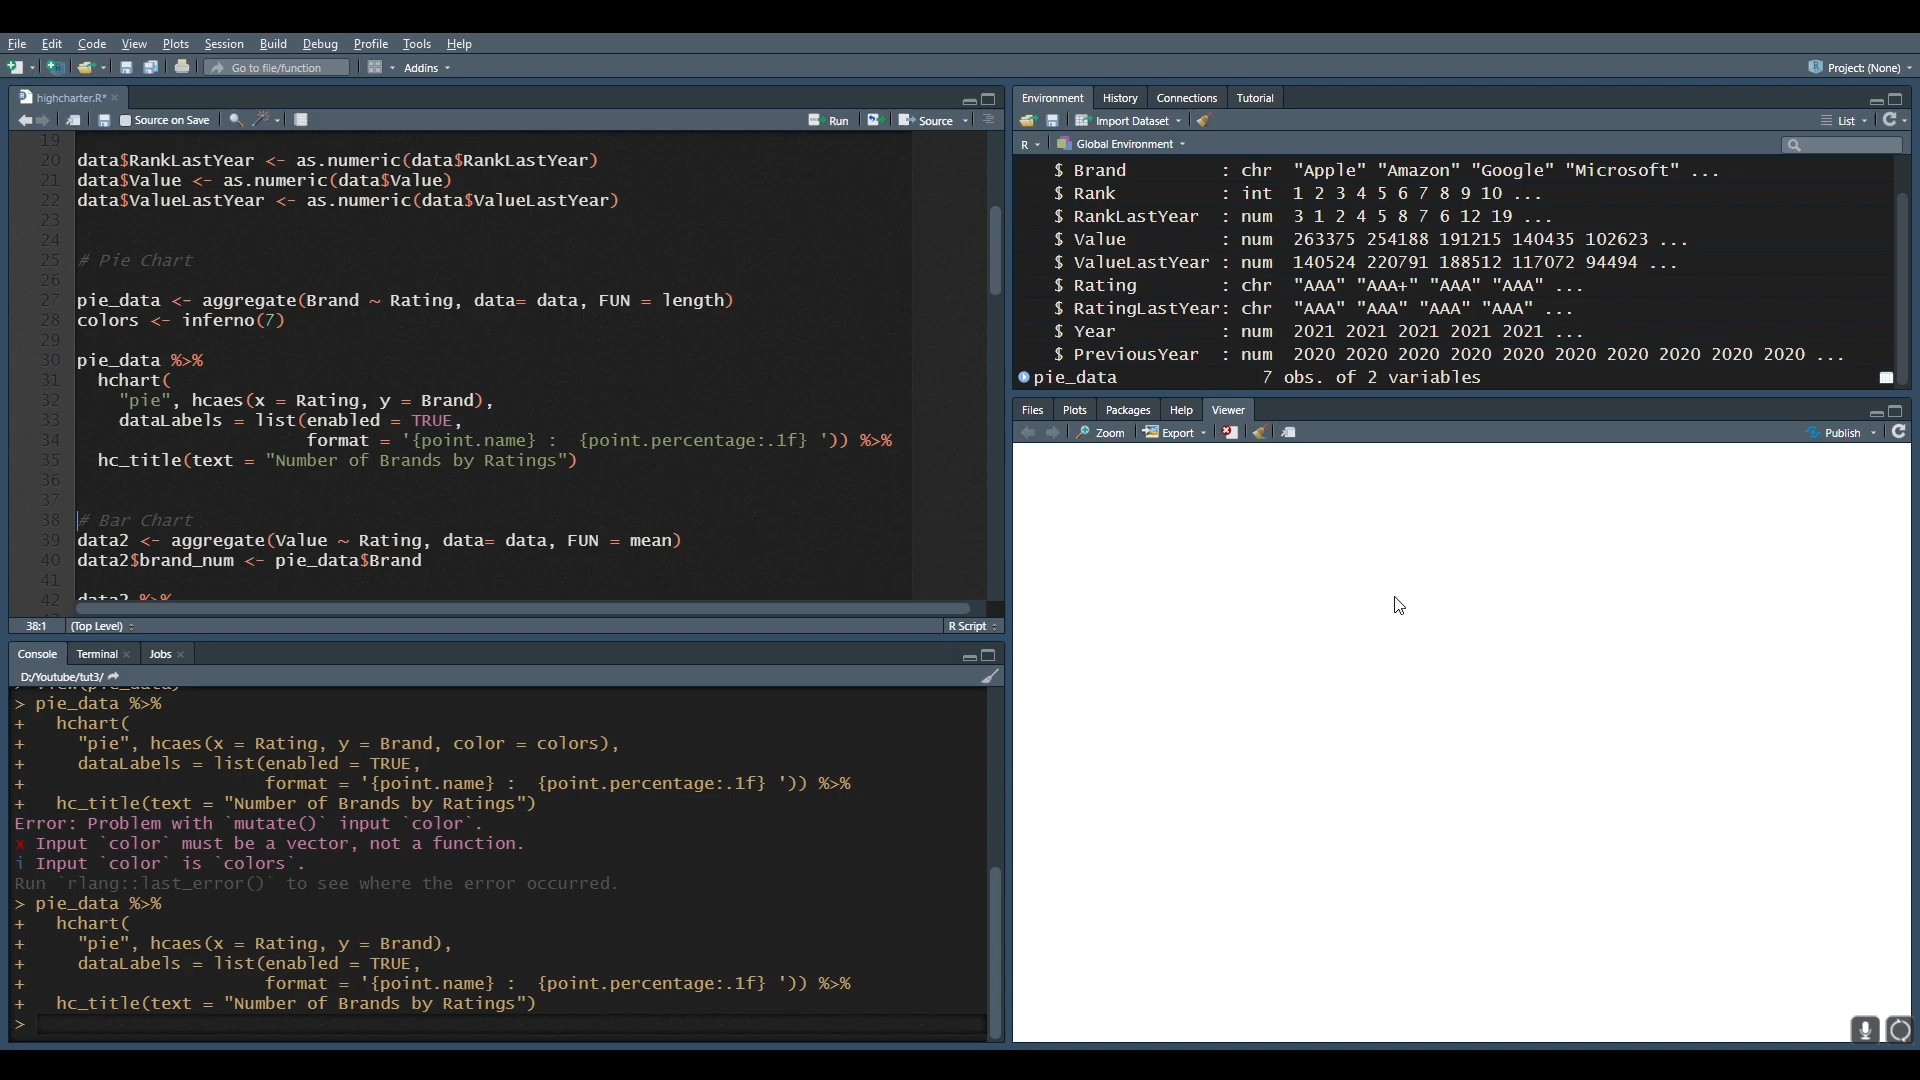 File Edit Code View Plots Session Build Debug Profile Tools Help
Go to file/function Addins Project: (None)
highcharter.R*
Source on Save Run Source
19
20 data$RankLastYear <- as.numeric(data$RankLastYear)
21 data$Value <- as.numeric(data$Value)
22 data$ValueLastYear <- as.numeric(data$ValueLastYear)
23
24
25 # Pie Chart
26
27 pie_data <- aggregate(Brand ~ Rating, data= data, FUN = length)
28 colors <- inferno(7)
29
30 pie_data %>%
31 hchart(
32 "pie", hcaes(x = Rating, y = Brand),
33 dataLabels = list(enabled = TRUE,
34 format = '{point.name} :  {point.percentage:.1f} ')) %>%
35 hc_title(text = "Number of Brands by Ratings")
36
37
38 # Bar Chart
39 data2 <- aggregate(Value ~ Rating, data= data, FUN = mean)
40 data2$brand_num <- pie_data$Brand
41
42 data2 %>%
38:1 (Top Level) R Script
Console Terminal Jobs
D:/Youtube/tut3/
> View(pie_data)
> pie_data %>%
+ hchart(
+ "pie", hcaes(x = Rating, y = Brand, color = colors),
+ dataLabels = list(enabled = TRUE,
+ format = '{point.name} :  {point.percentage:.1f} ')) %>%
+ hc_title(text = "Number of Brands by Ratings")
Error: Problem with `mutate()` input `color`.
x Input `color` must be a vector, not a function.
i Input `color` is `colors`.
Run `rlang::last_error()` to see where the error occurred.
> pie_data %>%
+ hchart(
+ "pie", hcaes(x = Rating, y = Brand),
+ dataLabels = list(enabled = TRUE,
+ format = '{point.name} :  {point.percentage:.1f} ')) %>%
+ hc_title(text = "Number of Brands by Ratings")
>
Environment History Connections Tutorial
Import Dataset List
R Global Environment
$ Brand : chr "Apple" "Amazon" "Google" "Microsoft" ...
$ Rank : int 1 2 3 4 5 6 7 8 9 10 ...
$ RankLastYear : num 3 1 2 4 5 8 7 6 12 19 ...
$ Value : num 263375 254188 191215 140435 102623 ...
$ ValueLastYear : num 140524 220791 188512 117072 94494 ...
$ Rating : chr "AAA" "AAA+" "AAA" "AAA" ...
$ RatingLastYear: chr "AAA" "AAA" "AAA" "AAA" ...
$ Year : num 2021 2021 2021 2021 2021 ...
$ PreviousYear : num 2020 2020 2020 2020 2020 2020 2020 2020 2020 2020 ...
pie_data 7 obs. of 2 variables
Files Plots Packages Help Viewer
Zoom Export Publish